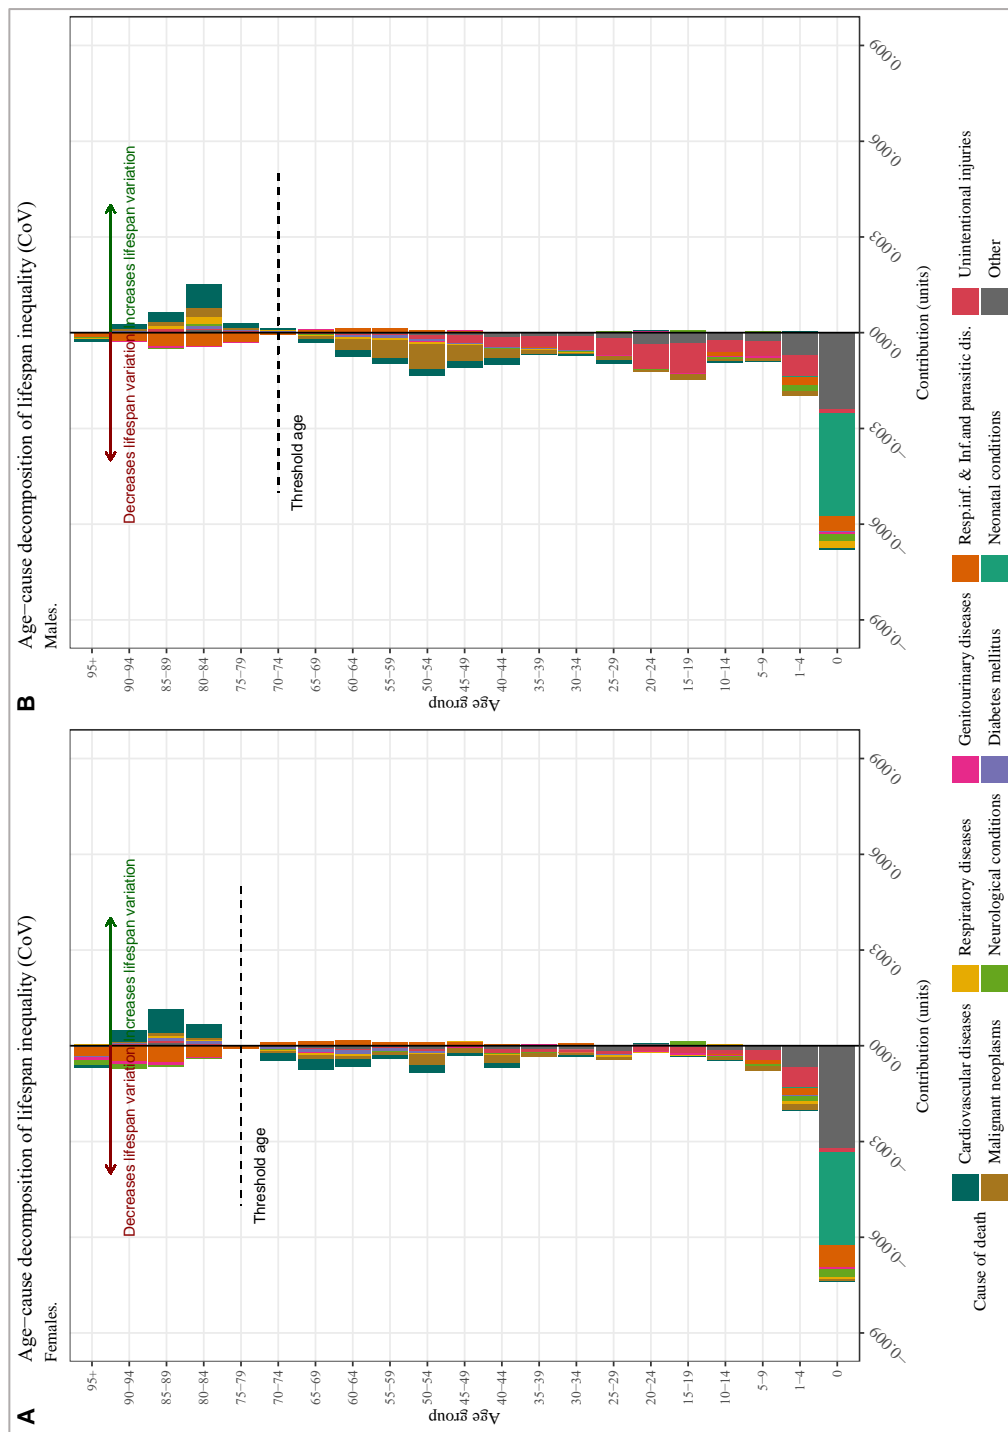 A
Age−cause decomposition of lifespan inequality (CoV)
Females.
95+
90−94
85−89
80−84
75−79
70−74
65−69
60−64
55−59
50−54
45−49
40−44
35−39
30−34
25−29
20−24
15−19
10−14
5−9
1−4
0
Age group
Decreases lifespan variation
Increases lifespan variation
Threshold age
−0.009
−0.006
−0.003
0.000
0.003
0.006
0.009
Contribution (units)
B
Age−cause decomposition of lifespan inequality (CoV)
Males.
95+
90−94
85−89
80−84
75−79
70−74
65−69
60−64
55−59
50−54
45−49
40−44
35−39
30−34
25−29
20−24
15−19
10−14
5−9
1−4
0
Age group
Decreases lifespan variation
Increases lifespan variation
Threshold age
−0.009
−0.006
−0.003
0.000
0.003
0.006
0.009
Contribution (units)
Cause of death
Cardiovascular diseases
Malignant neoplasms
Respiratory diseases
Neurological conditions
Genitourinary diseases
Diabetes mellitus
Resp.inf. & Inf.and parasitic dis.
Neonatal conditions
Unintentional injuries
Other